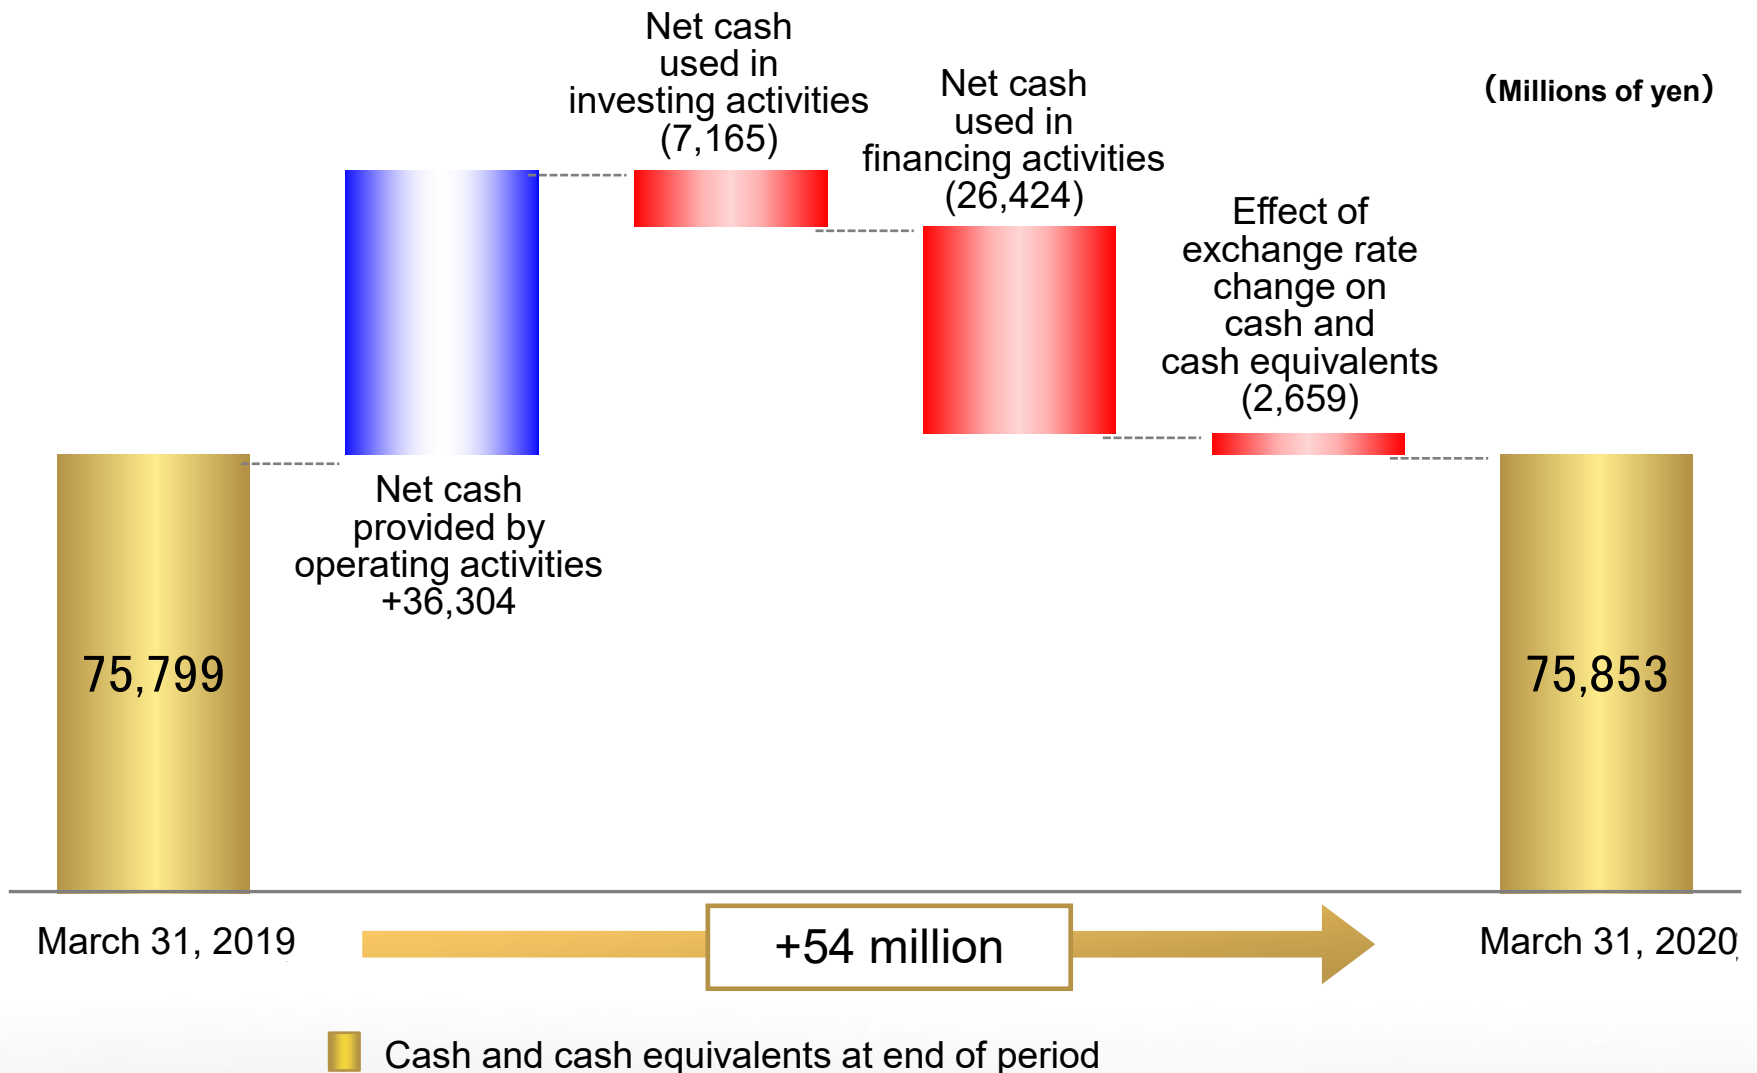 Net cash
used in
investing activities
(7,165)
Net cash
used in
financing activities
(26,424)
(Millions of yen)
Effect of
exchange rate
change on
cash and
cash equivalents
(2,659)
Net cash
provided by
operating activities
+36,304
75,799
75,853
March 31, 2019
+54 million
March 31, 2020
Cash and cash equivalents at end of period